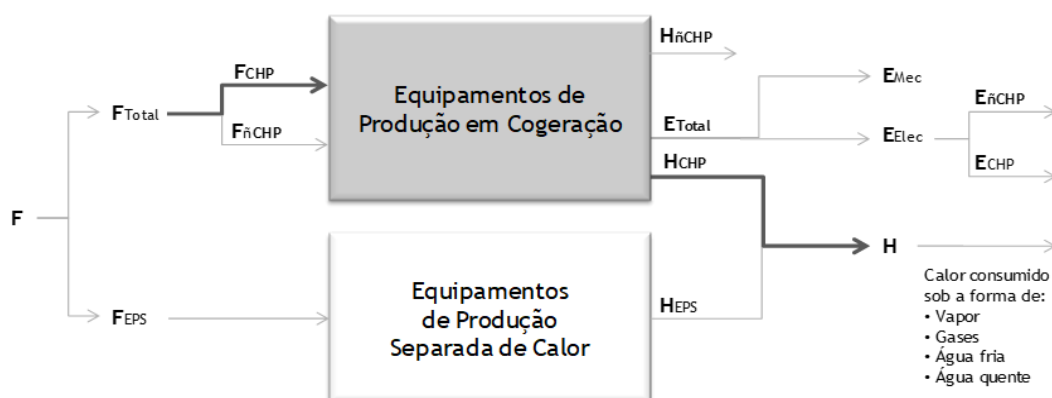 HñCHP
FCHP
EMec
Equipamentos de
Produção em Cogeração
EñCHP
FTotal
FñCHP
ETotal
EElec
HCHP
ECHP
F
H
Equipamentos
de Produção
Separada de Calor
Calor consumido
sob a forma de:
• Vapor
• Gases
• Água fria
• Água quente
HEPS
FEPS